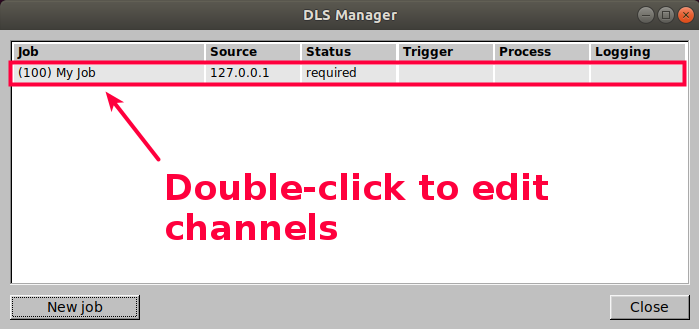 DLS Manager
Job Source Status Trigger Process Logging
(100) My Job 127.0.0.1 required
Double-click to edit
channels
New job Close